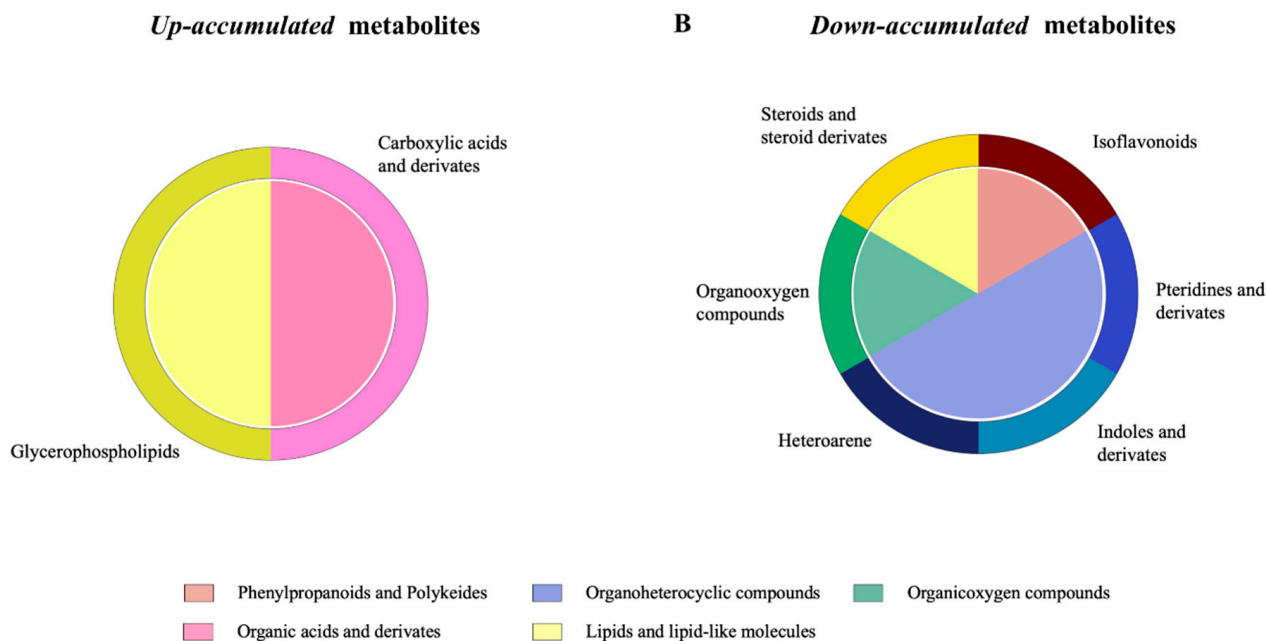 Up-accumulated metabolites
B
Down-accumulated metabolites
Carboxylic acids
and derivates
Glycerophospholipids
Steroids and
steroid derivates
Isoflavonoids
Organooxygen
compounds
Pteridines and
derivates
Heteroarene
Indoles and
derivates
Phenylpropanoids and Polykeides
Organoheterocyclic compounds
Organicoxygen compounds
Organic acids and derivates
Lipids and lipid-like molecules